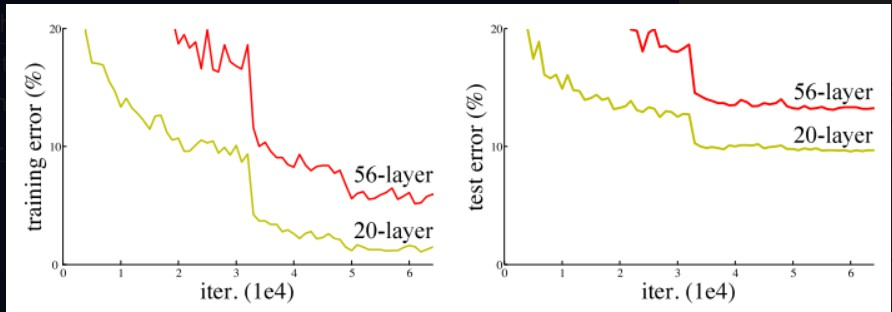 20
10
0
training error (%)
56-layer
20-layer
0 1 2 3 4 5 6
iter. (1e4)
20
10
0
test error (%)
56-layer
20-layer
0 1 2 3 4 5 6
iter. (1e4)